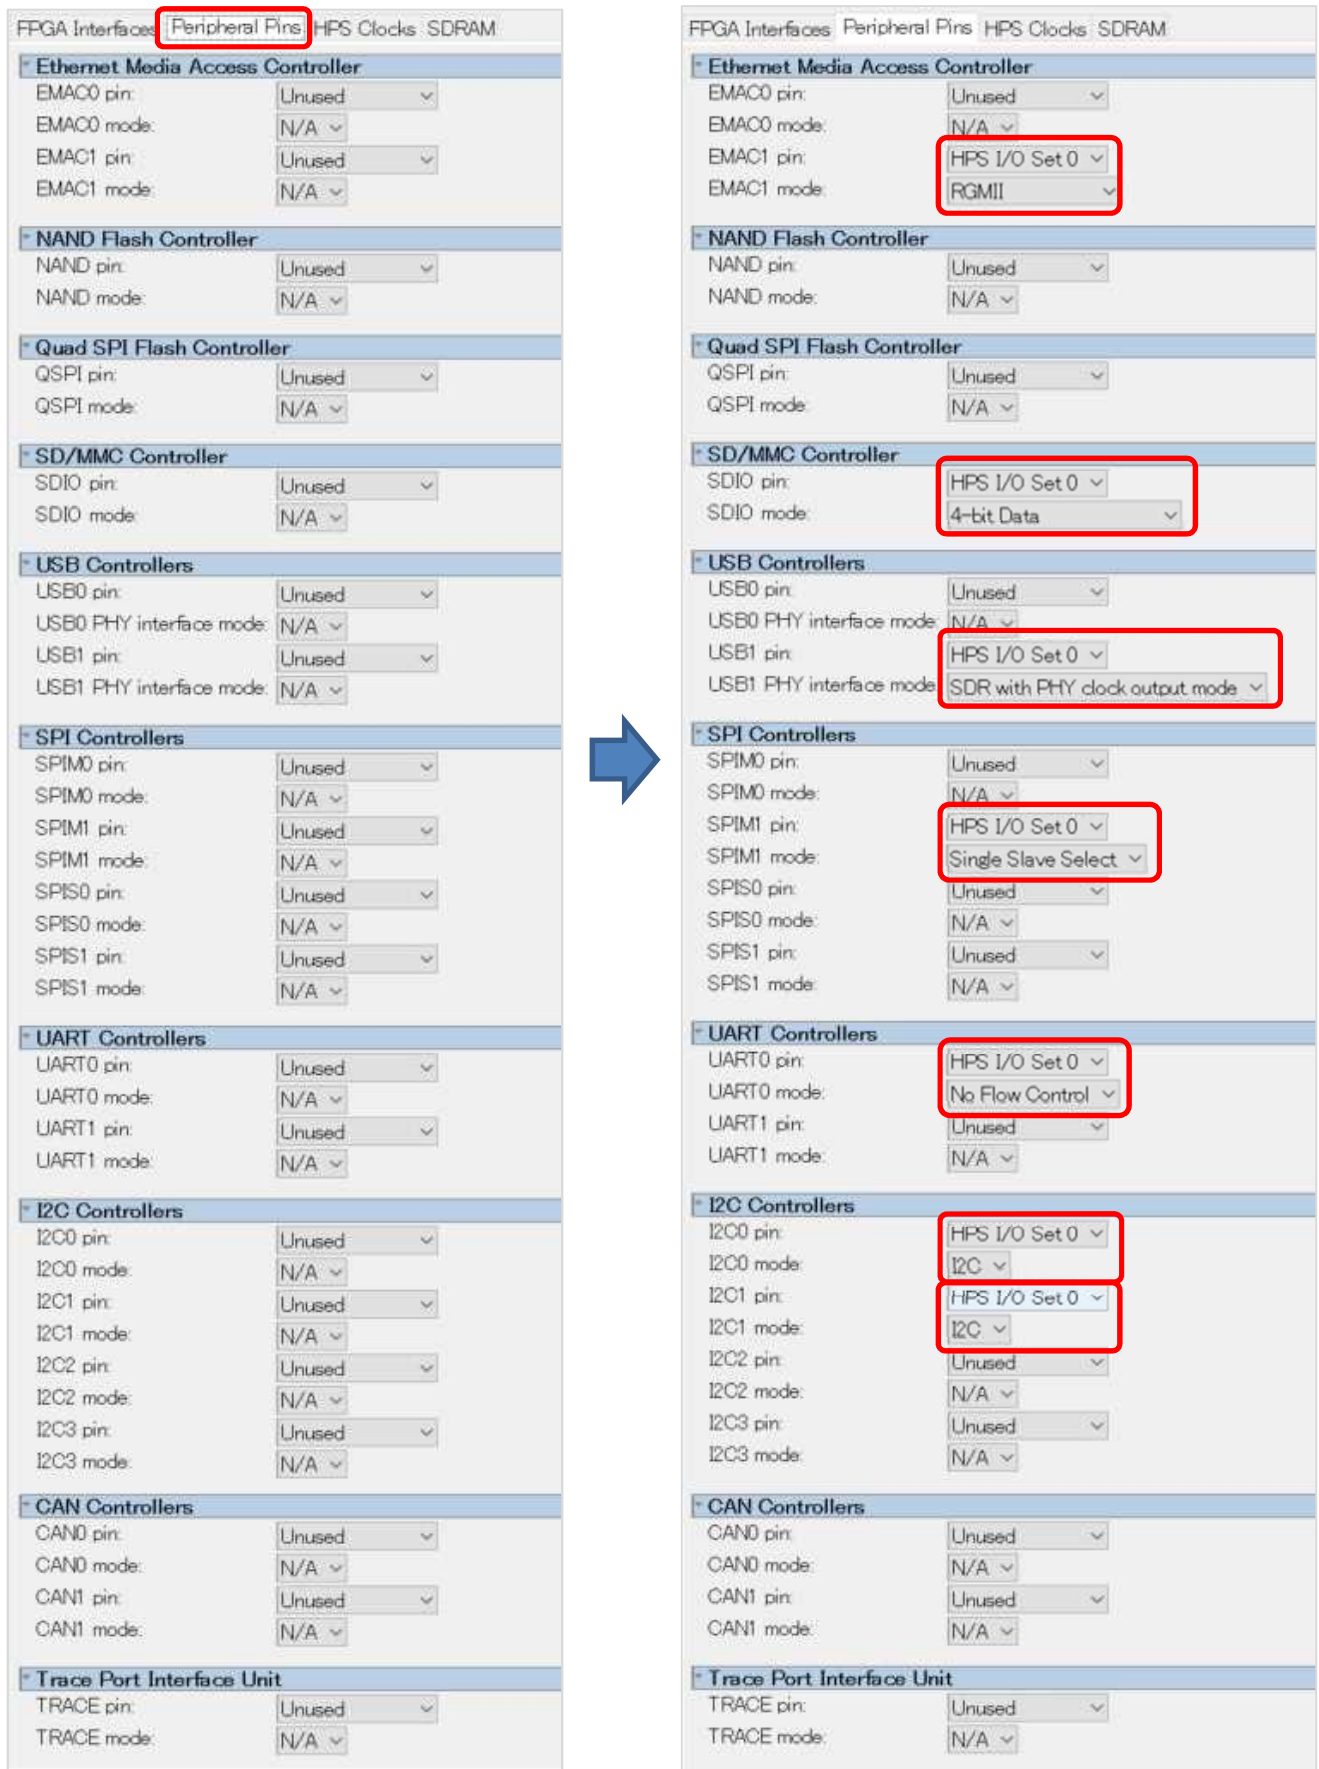 FPGA Interfaces Peripheral Pins HPS Clocks SDRAM
Ethernet Media Access Controller
EMAC0 pin: Unused
EMAC0 mode: N/A
EMAC1 pin: Unused
EMAC1 mode: N/A
NAND Flash Controller
NAND pin: Unused
NAND mode: N/A
Quad SPI Flash Controller
QSPI pin: Unused
QSPI mode: N/A
SD/MMC Controller
SDIO pin: Unused
SDIO mode: N/A
USB Controllers
USB0 pin: Unused
USB0 PHY interface mode: N/A
USB1 pin: Unused
USB1 PHY interface mode: N/A
SPI Controllers
SPIM0 pin: Unused
SPIM0 mode: N/A
SPIM1 pin: Unused
SPIM1 mode: N/A
SPIS0 pin: Unused
SPIS0 mode: N/A
SPIS1 pin: Unused
SPIS1 mode: N/A
UART Controllers
UART0 pin: Unused
UART0 mode: N/A
UART1 pin: Unused
UART1 mode: N/A
I2C Controllers
I2C0 pin: Unused
I2C0 mode: N/A
I2C1 pin: Unused
I2C1 mode: N/A
I2C2 pin: Unused
I2C2 mode: N/A
I2C3 pin: Unused
I2C3 mode: N/A
CAN Controllers
CAN0 pin: Unused
CAN0 mode: N/A
CAN1 pin: Unused
CAN1 mode: N/A
Trace Port Interface Unit
TRACE pin: Unused
TRACE mode: N/A
FPGA Interfaces Peripheral Pins HPS Clocks SDRAM
Ethernet Media Access Controller
EMAC0 pin: Unused
EMAC0 mode: N/A
EMAC1 pin: HPS I/O Set 0
EMAC1 mode: RGMII
NAND Flash Controller
NAND pin: Unused
NAND mode: N/A
Quad SPI Flash Controller
QSPI pin: Unused
QSPI mode: N/A
SD/MMC Controller
SDIO pin: HPS I/O Set 0
SDIO mode: 4-bit Data
USB Controllers
USB0 pin: Unused
USB0 PHY interface mode: N/A
USB1 pin: HPS I/O Set 0
USB1 PHY interface mode: SDR with PHY clock output mode
SPI Controllers
SPIM0 pin: Unused
SPIM0 mode: N/A
SPIM1 pin: HPS I/O Set 0
SPIM1 mode: Single Slave Select
SPIS0 pin: Unused
SPIS0 mode: N/A
SPIS1 pin: Unused
SPIS1 mode: N/A
UART Controllers
UART0 pin: HPS I/O Set 0
UART0 mode: No Flow Control
UART1 pin: Unused
UART1 mode: N/A
I2C Controllers
I2C0 pin: HPS I/O Set 0
I2C0 mode: I2C
I2C1 pin: HPS I/O Set 0
I2C1 mode: I2C
I2C2 pin: Unused
I2C2 mode: N/A
I2C3 pin: Unused
I2C3 mode: N/A
CAN Controllers
CAN0 pin: Unused
CAN0 mode: N/A
CAN1 pin: Unused
CAN1 mode: N/A
Trace Port Interface Unit
TRACE pin: Unused
TRACE mode: N/A